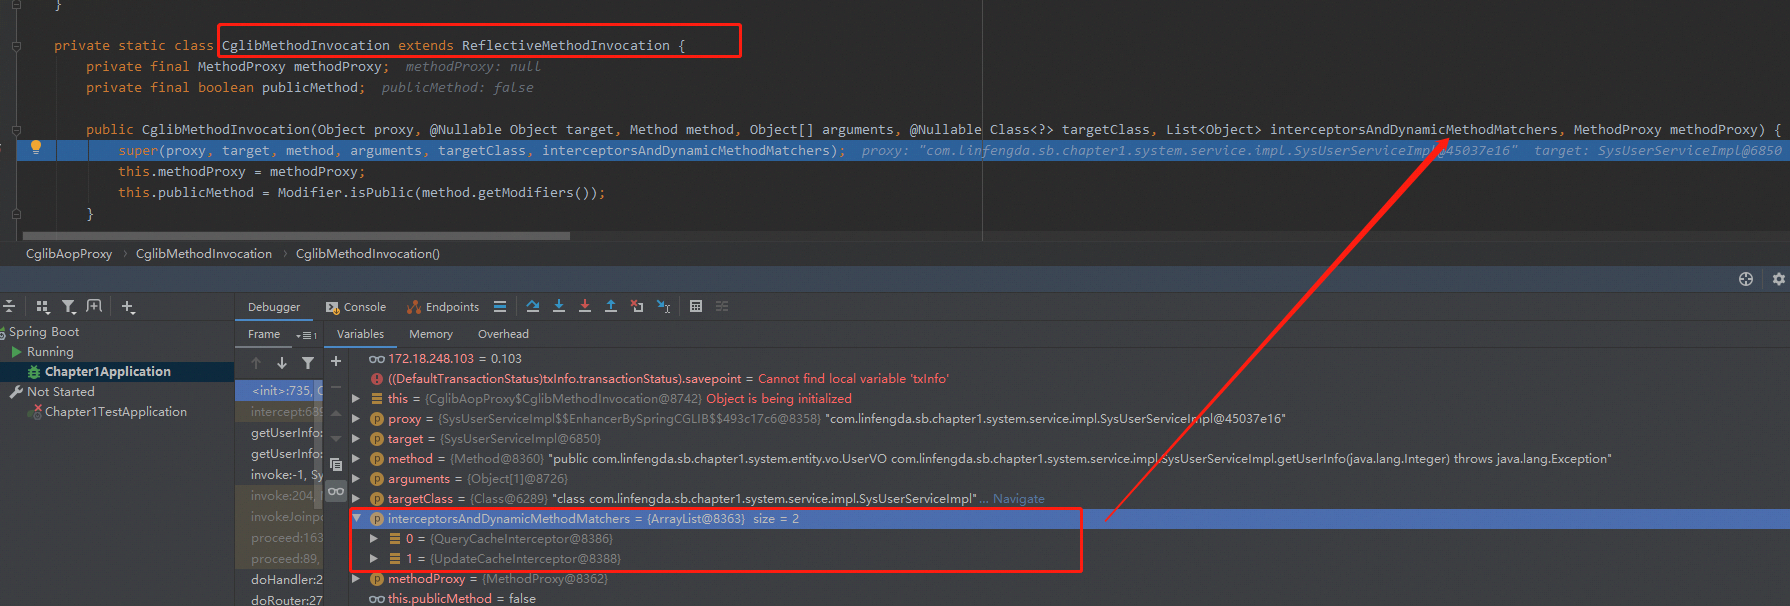 }
private static class CglibMethodInvocation extends ReflectiveMethodInvocation {
private final MethodProxy methodProxy;  methodProxy: null
private final boolean publicMethod;  publicMethod: false
public CglibMethodInvocation(Object proxy, @Nullable Object target, Method method, Object[] arguments, @Nullable Class<?> targetClass, List<Object> interceptorsAndDynamicMethodMatchers, MethodProxy methodProxy) {
super(proxy, target, method, arguments, targetClass, interceptorsAndDynamicMethodMatchers);  proxy: "com.linfengda.sb.chapter1.system.service.impl.SysUserServiceImpl@45037e16"  target: SysUserServiceImpl@6850
this.methodProxy = methodProxy;
this.publicMethod = Modifier.isPublic(method.getModifiers());
}
CglibAopProxy › CglibMethodInvocation › CglibMethodInvocation()
Debugger Console Endpoints
Spring Boot
Running
Chapter1Application
Not Started
Chapter1TestApplication
Frame
1
Variables Memory Overhead
<init>:735, C
intercept:689
getUserInfo:
getUserInfo:
invoke:-1, Sy
invoke:204,
invokeJoinpo
proceed:163
proceed:89,
doHandler:2
doRouter:27
172.18.248.103 = 0.103
((DefaultTransactionStatus)txInfo.transactionStatus).savepoint = Cannot find local variable 'txInfo'
this = {CglibAopProxy$CglibMethodInvocation@8742} Object is being initialized
proxy = {SysUserServiceImpl$$EnhancerBySpringCGLIB$$493c17c6@8358} "com.linfengda.sb.chapter1.system.service.impl.SysUserServiceImpl@45037e16"
target = {SysUserServiceImpl@6850}
method = {Method@8360} "public com.linfengda.sb.chapter1.system.entity.vo.UserVO com.linfengda.sb.chapter1.system.service.impl.SysUserServiceImpl.getUserInfo(java.lang.Integer) throws java.lang.Exception"
arguments = {Object[1]@8726}
targetClass = {Class@6289} "class com.linfengda.sb.chapter1.system.service.impl.SysUserServiceImpl"... Navigate
interceptorsAndDynamicMethodMatchers = {ArrayList@8363} size = 2
0 = {QueryCacheInterceptor@8386}
1 = {UpdateCacheInterceptor@8388}
methodProxy = {MethodProxy@8362}
this.publicMethod = false